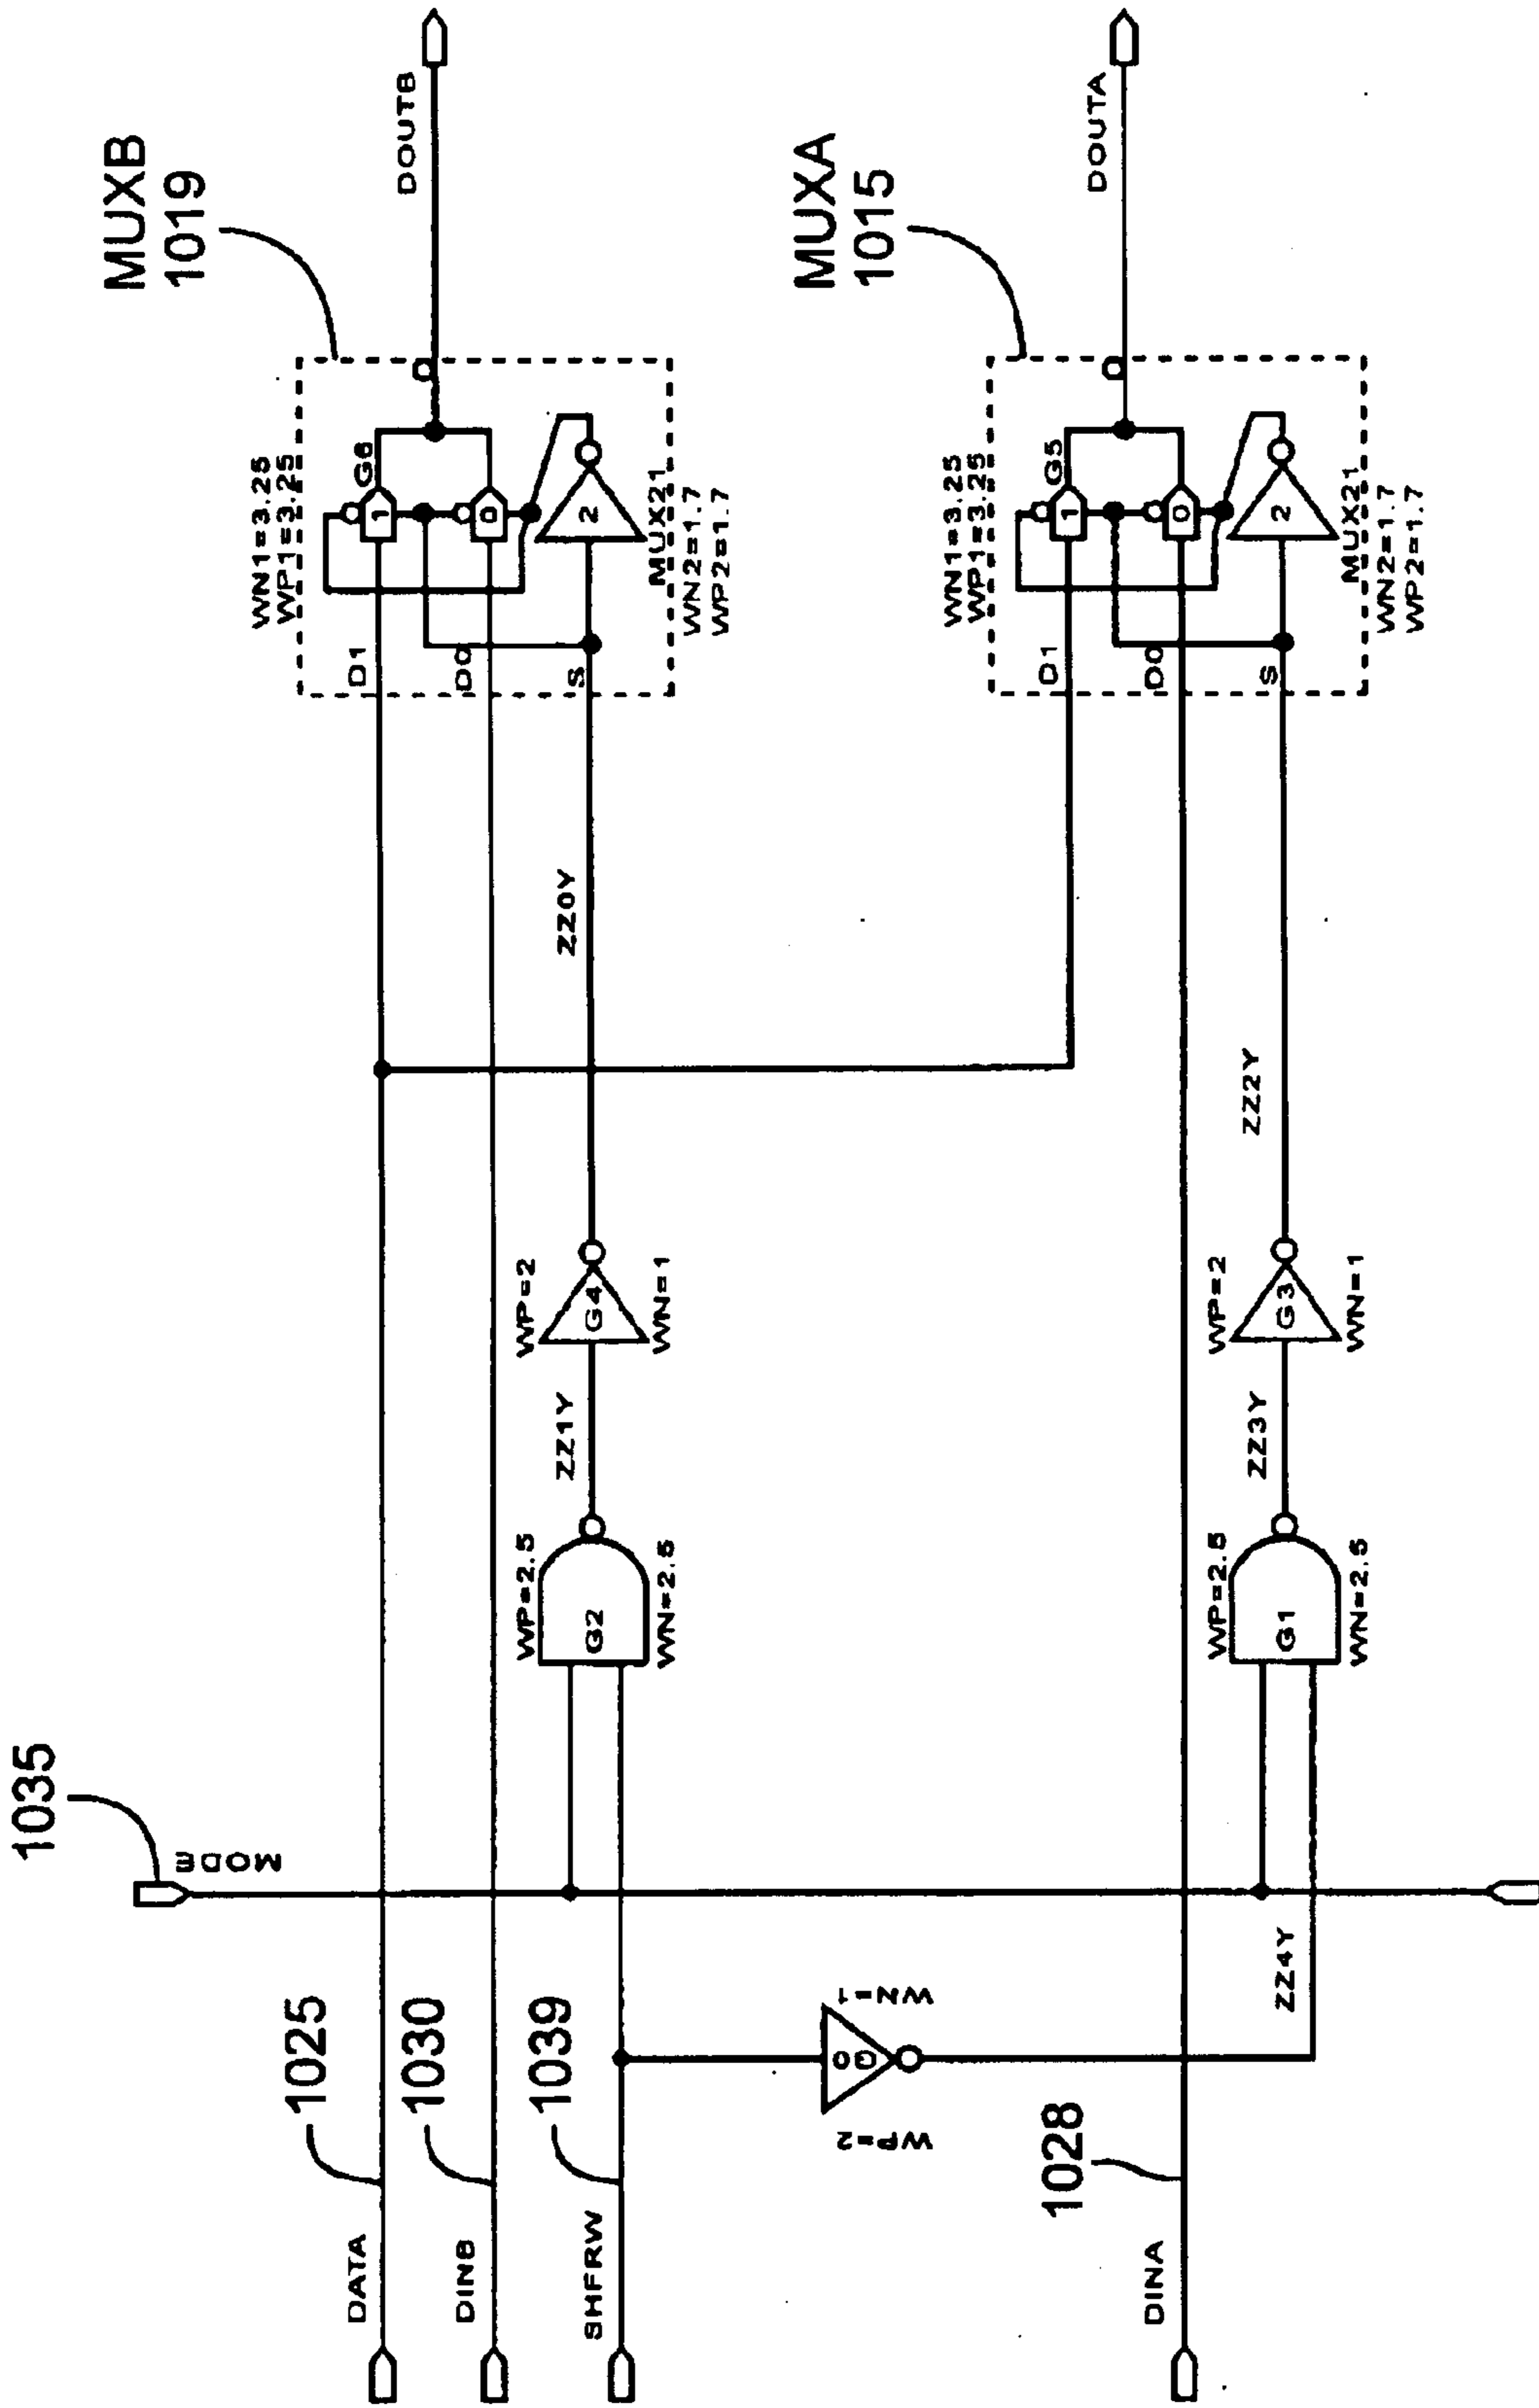 1035
MODE
1025
1030
1039
DATA
DINB
SHFRW
1028
DINA
WN=1
G0
WP=2
ZZ4Y
WP=2.5
G2
WN=2.5
WP=2.5
G1
WN=2.5
ZZ1Y
ZZ3Y
WP=2
G4
WN=1
WP=2
G3
WN=1
ZZ0Y
ZZ2Y
MUXB
1019
WN1=3.25
WP1=3.25
D1
1
G6
D0
0
S
2
MUX21
WN2=1.7
WP2=1.7
DOUTB
MUXA
1015
WN1=3.25
WP1=3.25
D1
1
G5
D0
0
S
2
MUX21
WN2=1.7
WP2=1.7
DOUTA